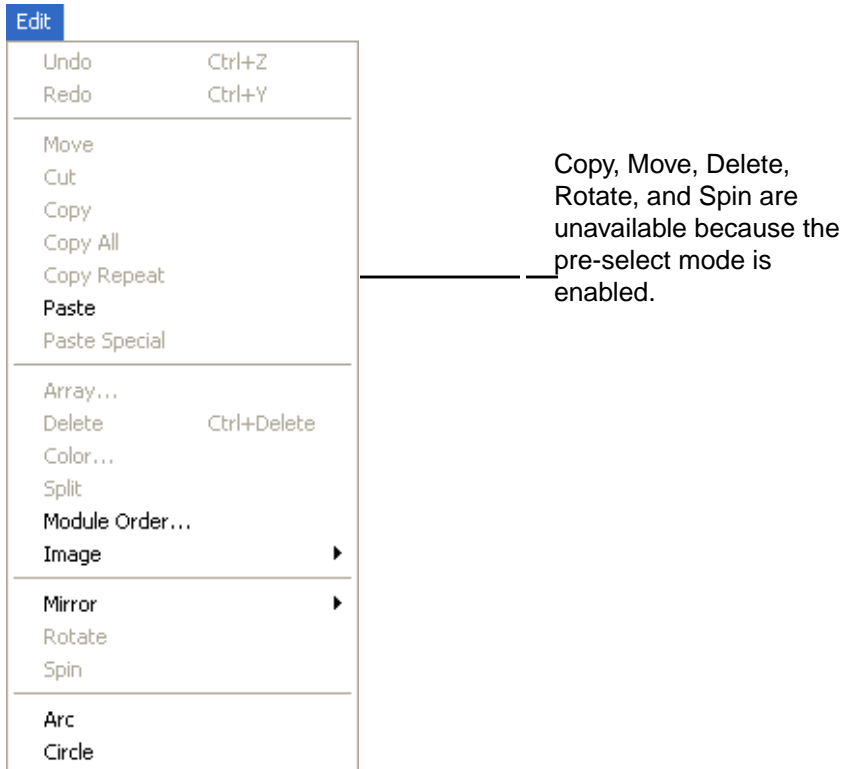 Edit
Undo Ctrl+Z
Redo Ctrl+Y
Move
Cut
Copy
Copy All
Copy Repeat
Paste
Paste Special
Array...
Delete Ctrl+Delete
Color...
Split
Module Order...
Image
Mirror
Rotate
Spin
Arc
Circle
Copy, Move, Delete,
Rotate, and Spin are
unavailable because the
pre-select mode is
enabled.